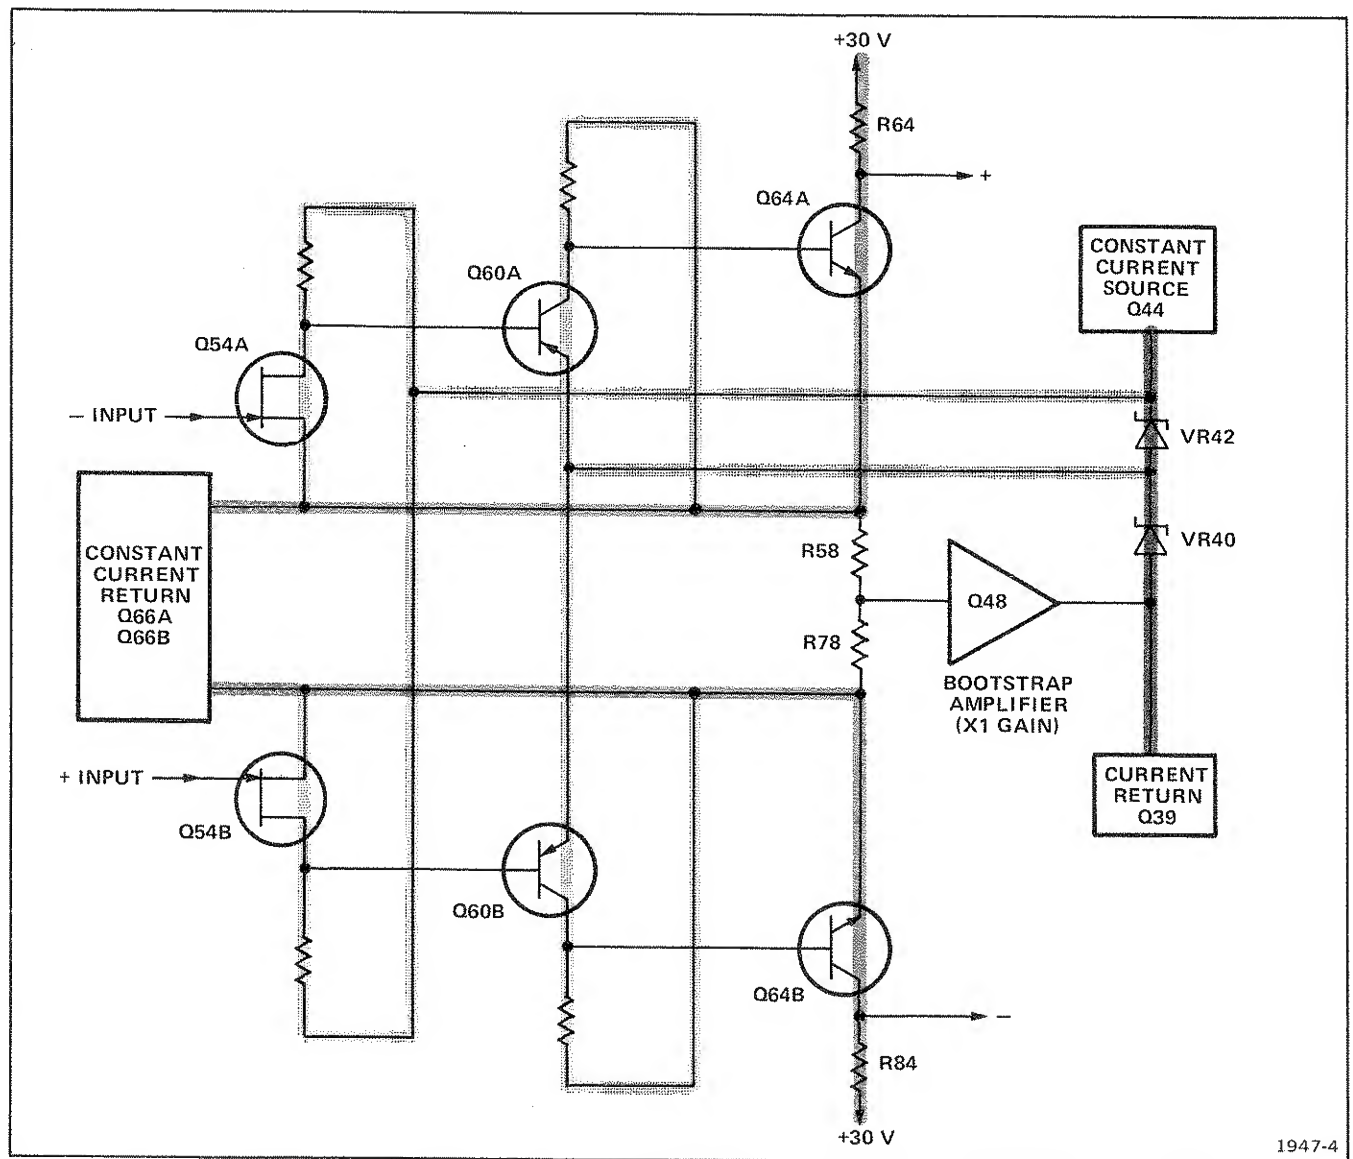 +30 V
R64
+
Q64A
CONSTANT
CURRENT
SOURCE
Q44
Q60A
Q54A
– INPUT
VR42
CONSTANT
CURRENT
RETURN
Q66A
Q66B
R58
VR40
Q48
R78
BOOTSTRAP
AMPLIFIER
(X1 GAIN)
+ INPUT
CURRENT
RETURN
Q39
Q54B
Q60B
Q64B
–
R84
+30 V
1947-4